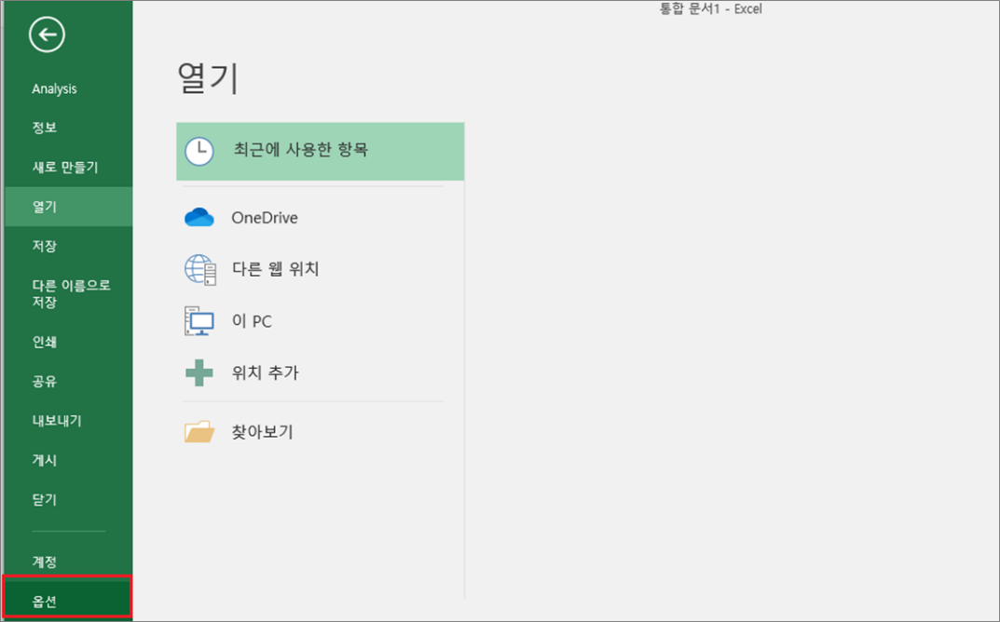 통합 문서1 - Excel
Analysis
정보
새로 만들기
열기
저장
다른 이름으로
저장
인쇄
공유
내보내기
게시
닫기
계정
옵션
열기
최근에 사용한 항목
OneDrive
다른 웹 위치
이 PC
위치 추가
찾아보기